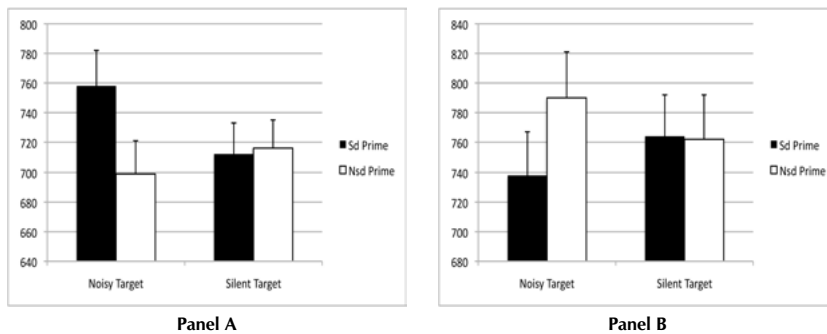 800
780
760
740
720
700
680
660
640
Noisy Target
Silent Target
Sd Prime
Nsd Prime
Panel A
840
820
800
780
760
740
720
700
680
Noisy Target
Silent Target
Sd Prime
Nsd Prime
Panel B